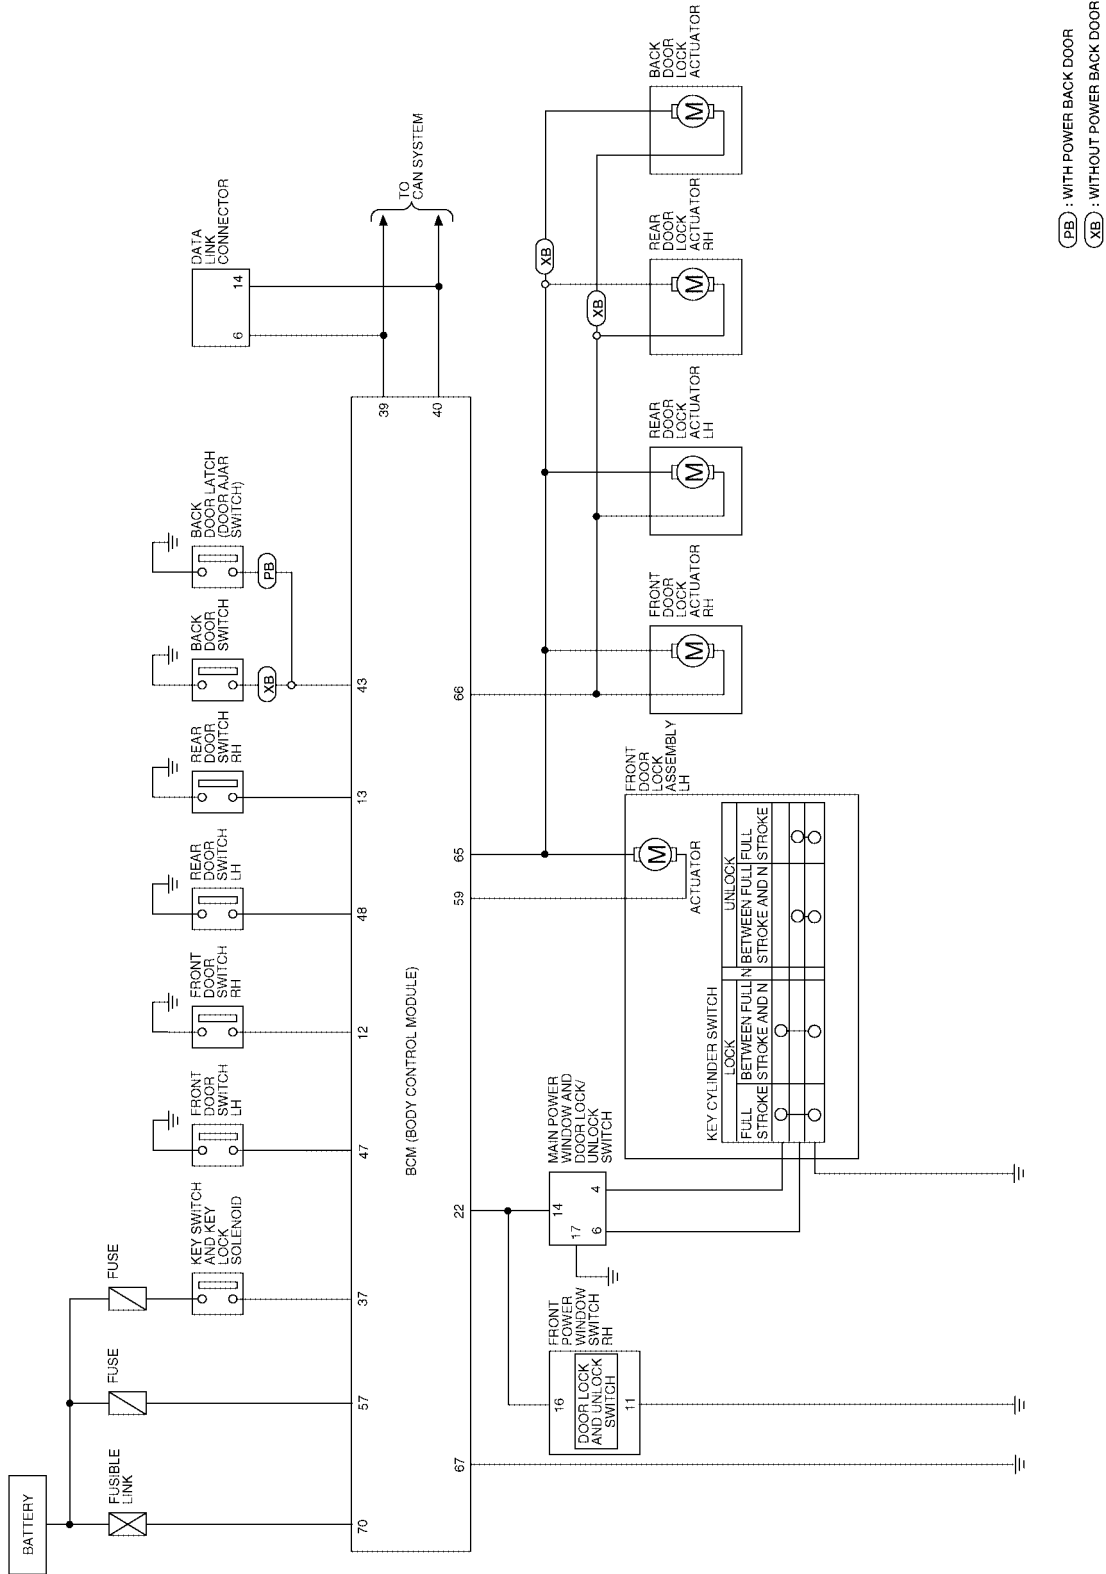 BATTERY
FUSIBLE
LINK
FUSE
FUSE
KEY SWITCH
AND KEY
LOCK
SOLENOID
FRONT
DOOR
SWITCH
LH
FRONT
DOOR
SWITCH
RH
REAR
DOOR
SWITCH
LH
REAR
DOOR
SWITCH
RH
BACK
DOOR
SWITCH
BACK
DOOR LATCH
(DOOR AJAR
SWITCH)
XB
PB
DATA
LINK
CONNECTOR
6
14
TO
CAN SYSTEM
70
57
37
47
12
48
13
43
39
40
BCM (BODY CONTROL MODULE)
67
22
59
65
66
FRONT
POWER
WINDOW
SWITCH
RH
16
DOOR LOCK
AND UNLOCK
SWITCH
11
MAIN POWER
WINDOW AND
DOOR LOCK/
UNLOCK
SWITCH
14
17
6
4
FRONT
DOOR
LOCK
ASSEMBLY
LH
M
ACTUATOR
KEY CYLINDER SWITCH
LOCK
UNLOCK
FULL
STROKE
BETWEEN FULL
STROKE AND N
N
BETWEEN FULL
STROKE AND N
FULL
STROKE
FRONT
DOOR
LOCK
ACTUATOR
RH
M
REAR
DOOR
LOCK
ACTUATOR
LH
M
XB
XB
REAR
DOOR
LOCK
ACTUATOR
RH
M
BACK
DOOR
LOCK
ACTUATOR
M
PB : WITH POWER BACK DOOR
XB : WITHOUT POWER BACK DOOR